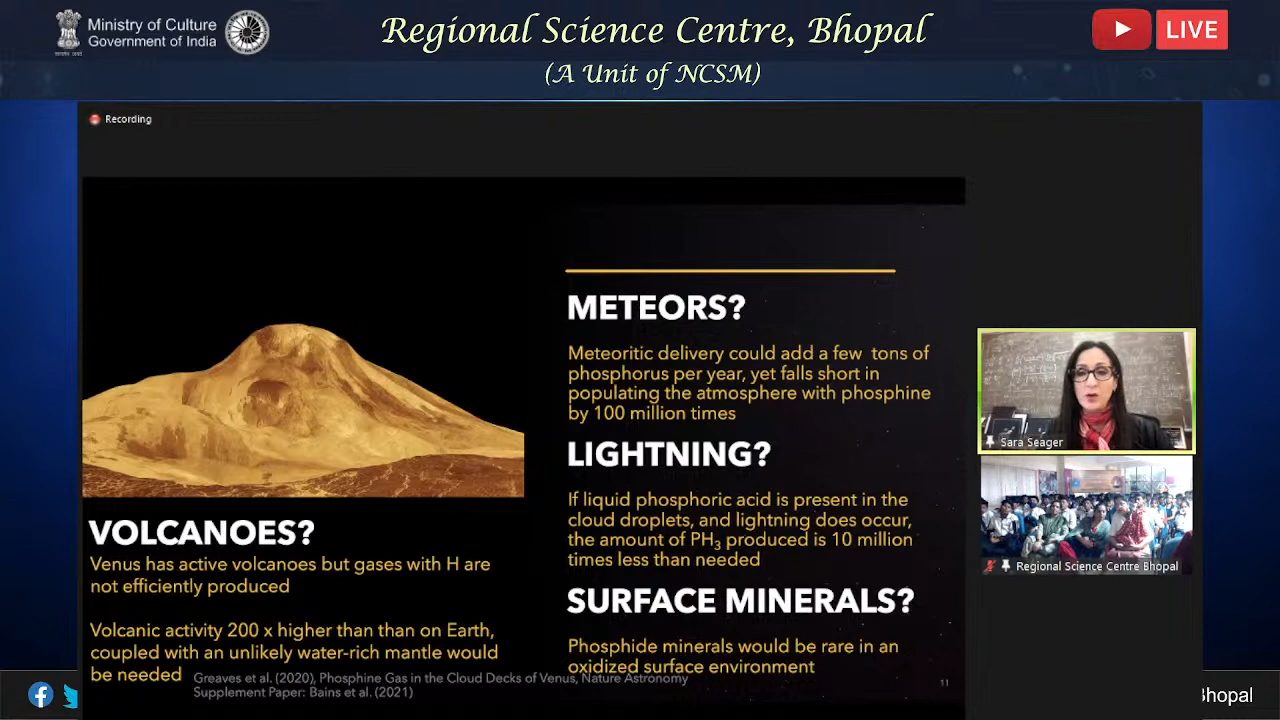 Ministry of Culture
Government of India
Regional Science Centre, Bhopal
(A Unit of NCSM)
LIVE
Recording
VOLCANOES?
Venus has active volcanoes but gases with H are
not efficiently produced
Volcanic activity 200 x higher than than on Earth,
coupled with an unlikely water-rich mantle would
be needed
METEORS?
Meteoritic delivery could add a few tons of
phosphorus per year, yet falls short in
populating the atmosphere with phosphine
by 100 million times
LIGHTNING?
If liquid phosphoric acid is present in the
cloud droplets, and lightning does occur,
the amount of PH₃ produced is 10 million
times less than needed
SURFACE MINERALS?
Phosphide minerals would be rare in an
oxidized surface environment
Greaves et al. (2020), Phosphine Gas in the Cloud Decks of Venus, Nature Astronomy
Supplement Paper: Bains et al. (2021)
11
Sara Seager
Regional Science Centre Bhopal
Bhopal